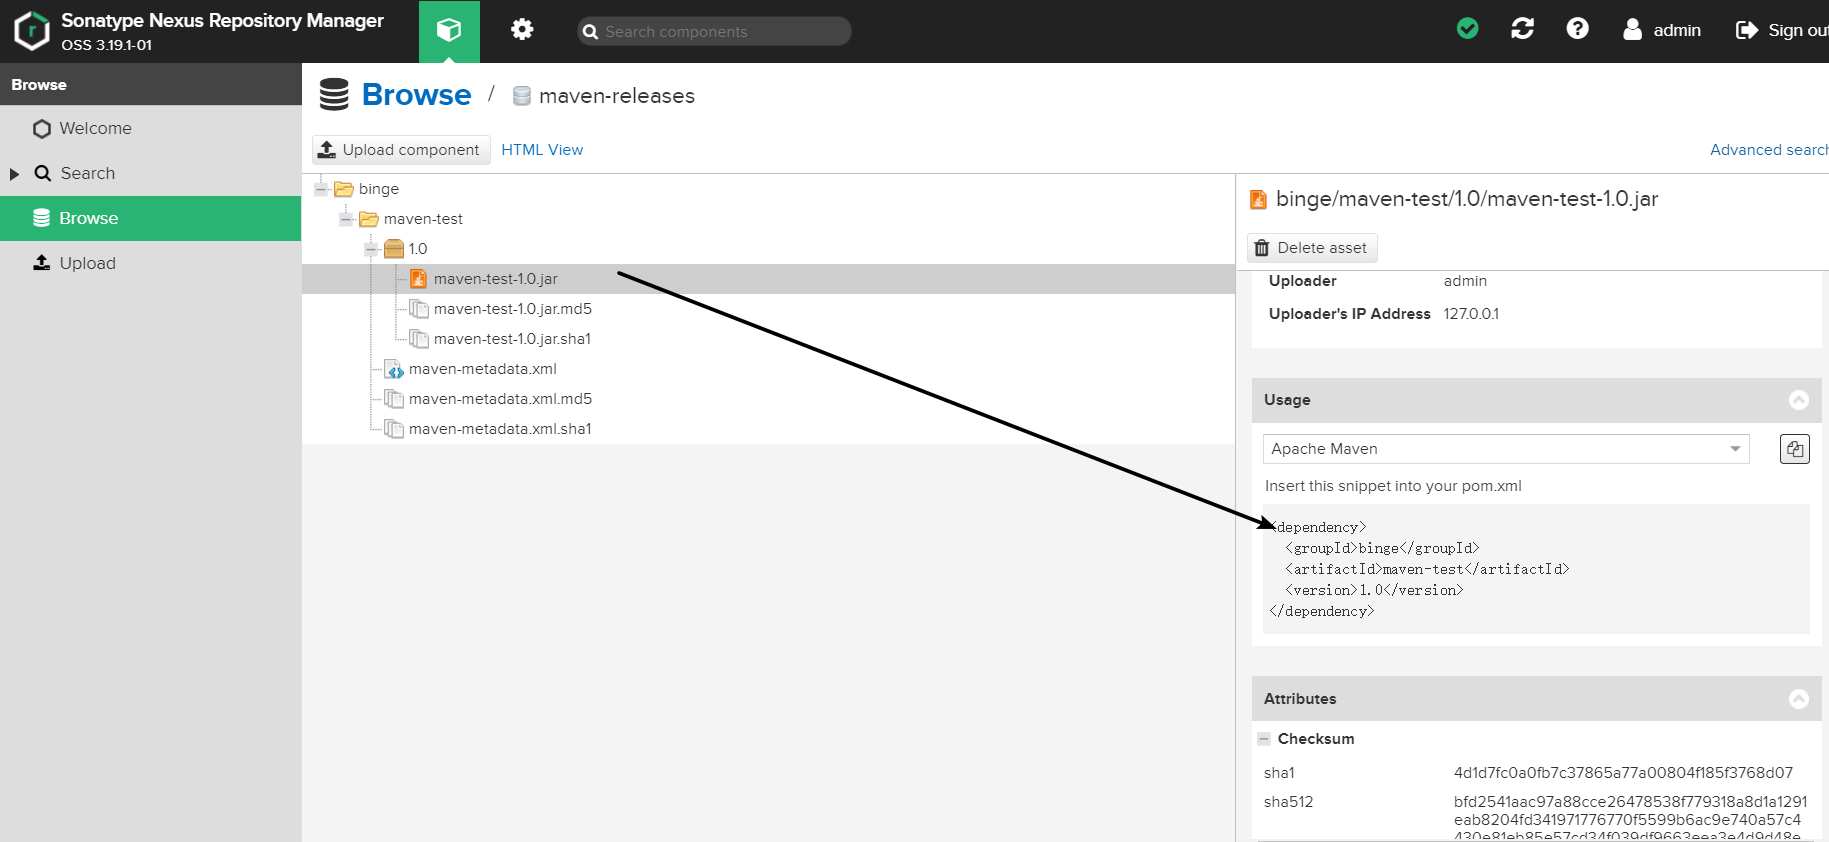 Sonatype Nexus Repository Manager
OSS 3.19.1-01
Search components
admin
Sign out
Browse
Welcome
Search
Browse
Upload
Browse / maven-releases
Upload component
HTML View
Advanced search
binge
maven-test
1.0
maven-test-1.0.jar
maven-test-1.0.jar.md5
maven-test-1.0.jar.sha1
maven-metadata.xml
maven-metadata.xml.md5
maven-metadata.xml.sha1
binge/maven-test/1.0/maven-test-1.0.jar
Delete asset
Uploader admin
Uploader's IP Address 127.0.0.1
Usage
Apache Maven
Insert this snippet into your pom.xml
<dependency>
<groupId>binge</groupId>
<artifactId>maven-test</artifactId>
<version>1.0</version>
</dependency>
Attributes
Checksum
sha1 4d1d7fc0a0fb7c37865a77a00804f185f3768d07
sha512 bfd2541aac97a88cce26478538f779318a8d1a1291
eab8204fd341971776770f5599b6ac9e740a57c4
430e81eb85e57cd34f039df9663eea3e4d9d48e